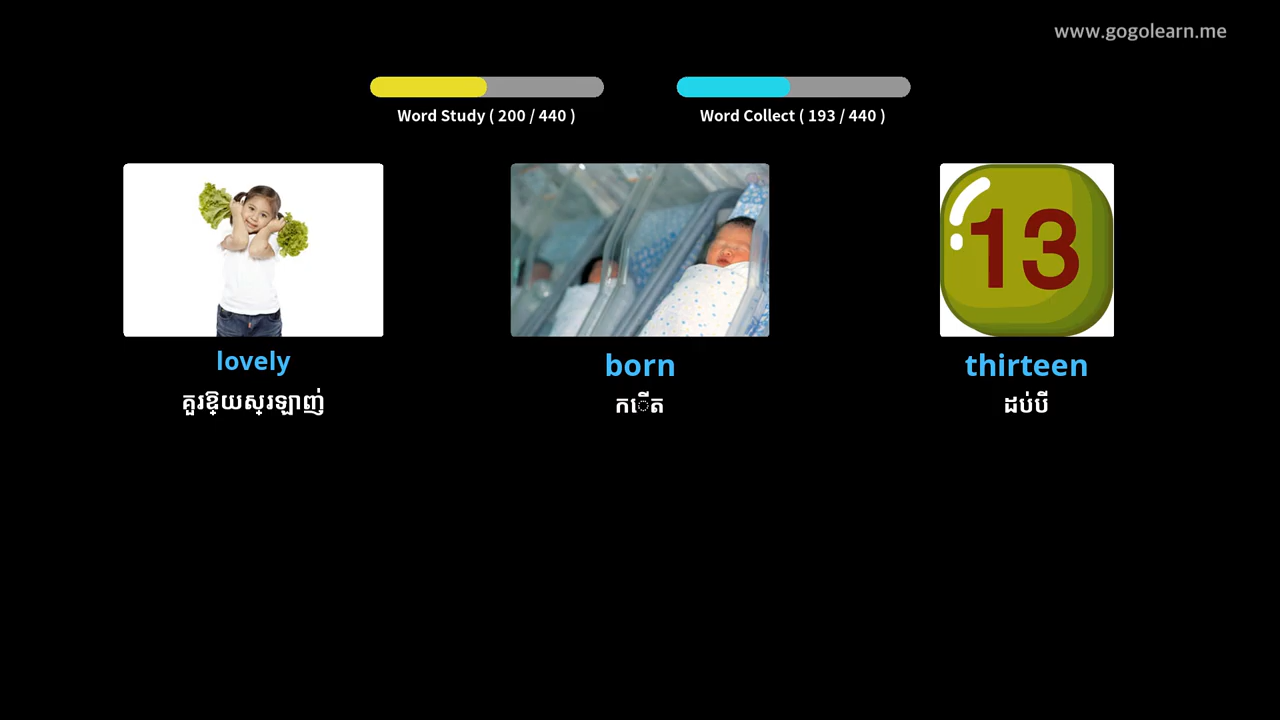 www.gogolearn.me
Word Study ( 200 / 440 )
Word Collect ( 193 / 440 )
13
lovely
born
thirteen
គួរឱ្យស្រឡាញ់
កើត
ដប់បី